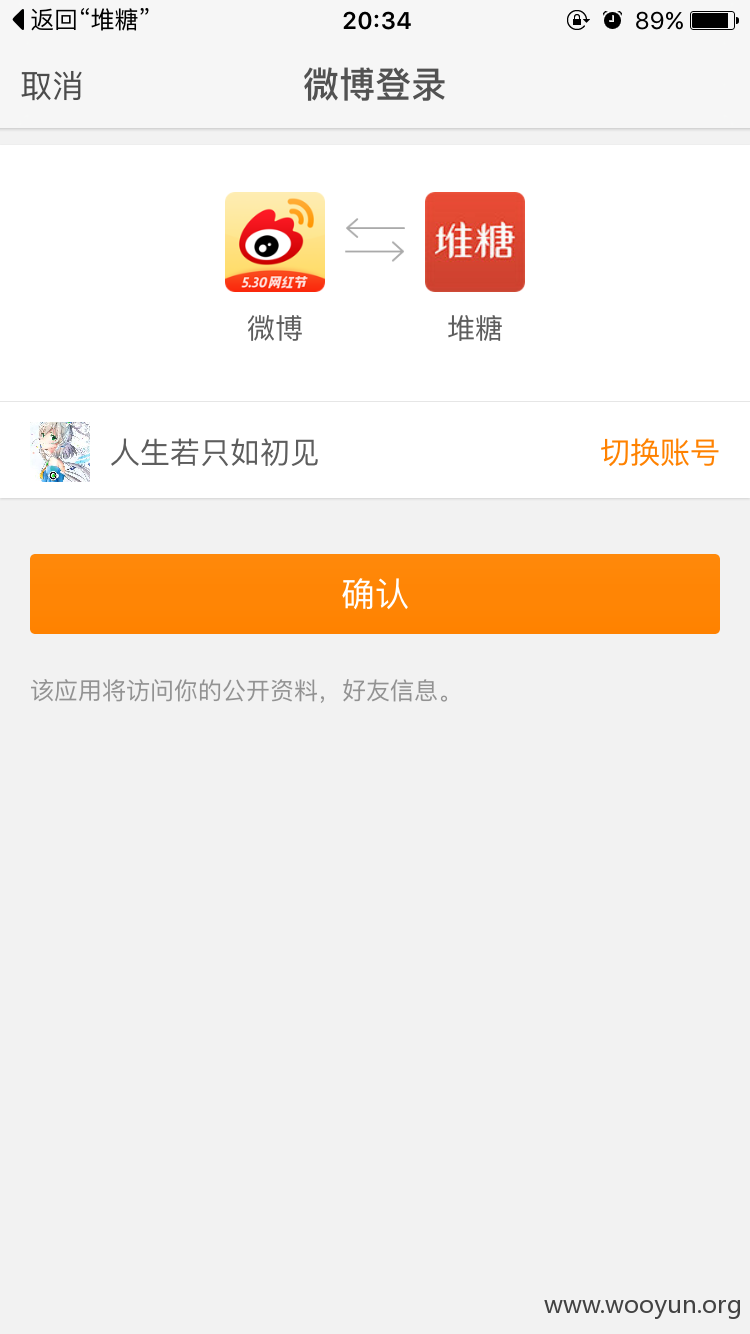 返回“堆糖”
20:34
89%
取消
微博登录
5.30网红节
堆糖
微博
堆糖
人生若只如初见
切换账号
确认
该应用将访问你的公开资料，好友信息。
www.wooyun.org